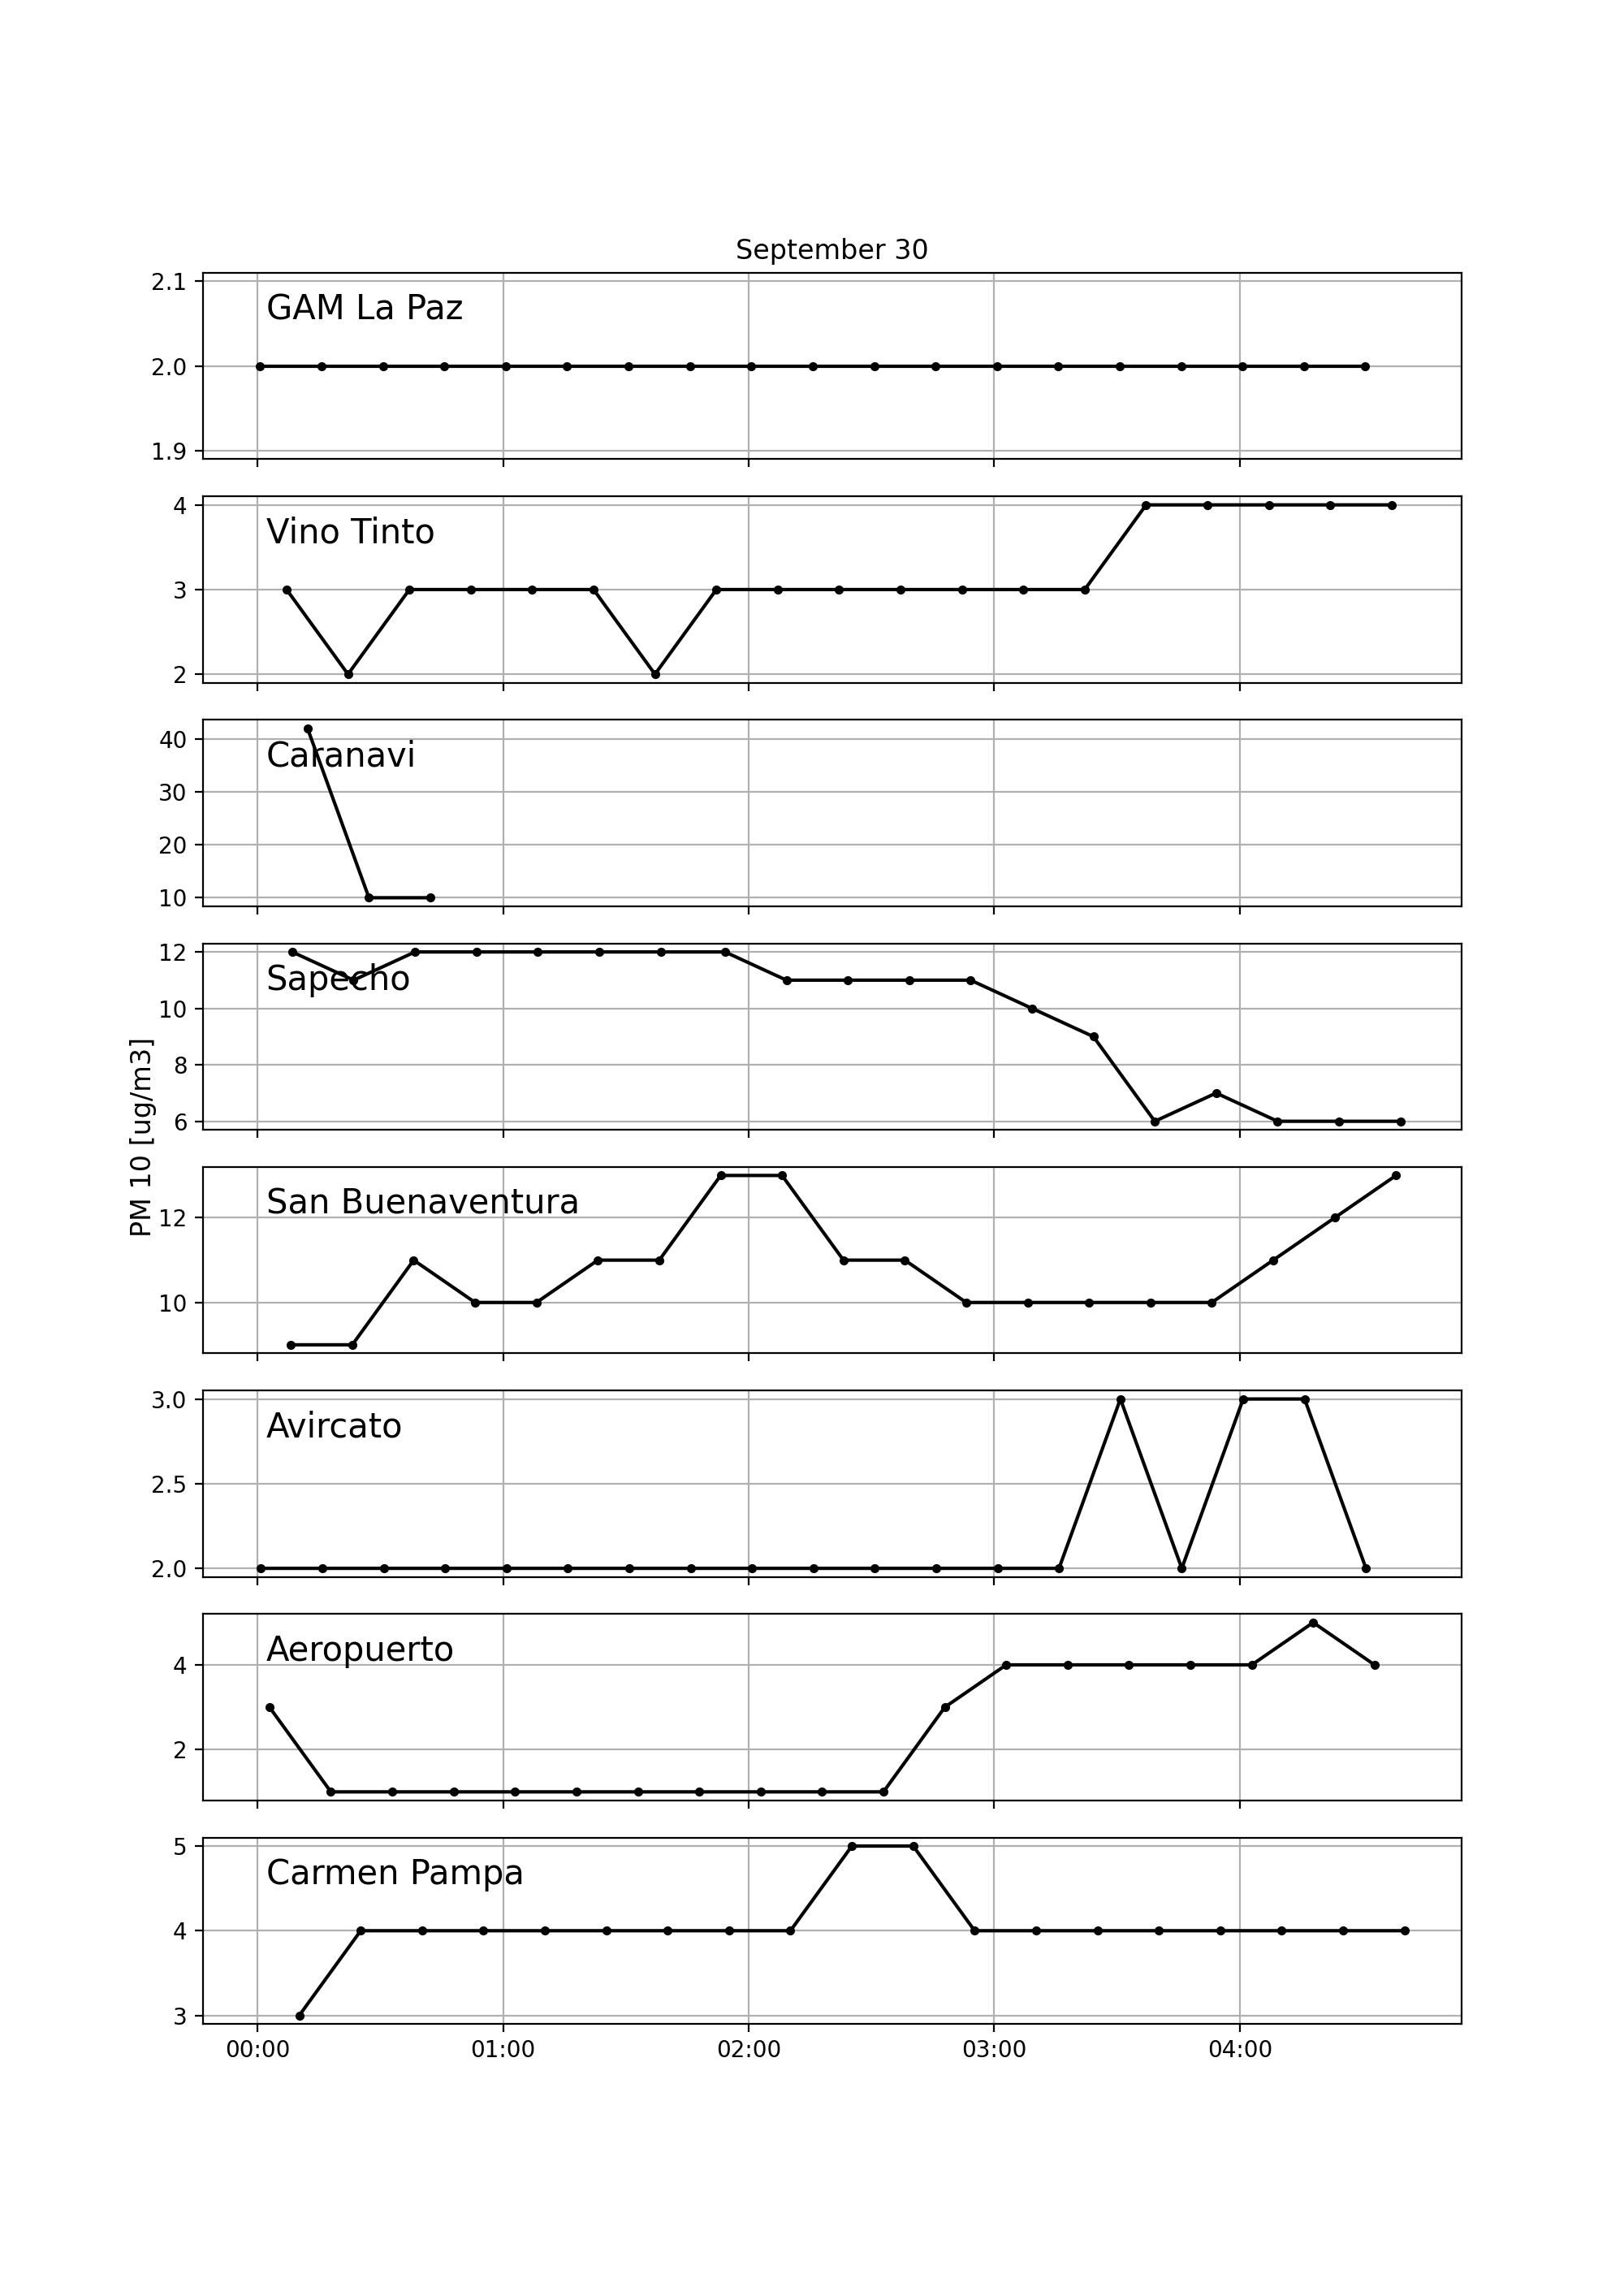 September 30
2.1
GAM La Paz
2.0
1.9
4
Vino Tinto
3
2
40
Caranavi
30
20
10
12
Sapecho
10
8
6
PM 10 [ug/m3]
San Buenaventura
12
10
3.0
Avircato
2.5
2.0
Aeropuerto
4
2
5
Carmen Pampa
4
3
00:00 01:00 02:00 03:00 04:00